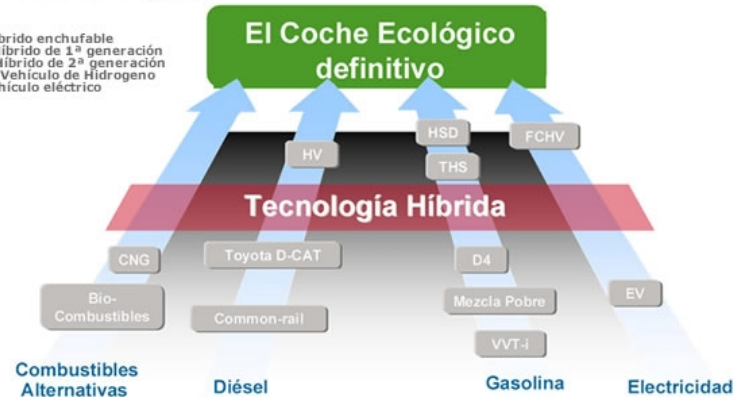 brido enchufable
íbrido de 1ª generación
Híbrido de 2ª generación
Vehículo de Hidrogeno
hículo eléctrico
El Coche Ecológico
definitivo
HSD
FCHV
HV
THS
Tecnología Híbrida
CNG
Toyota D-CAT
D4
Bio-
Combustibles
Mezcla Pobre
EV
Common-rail
VVT-i
Combustibles
Alternativas
Diésel
Gasolina
Electricidad